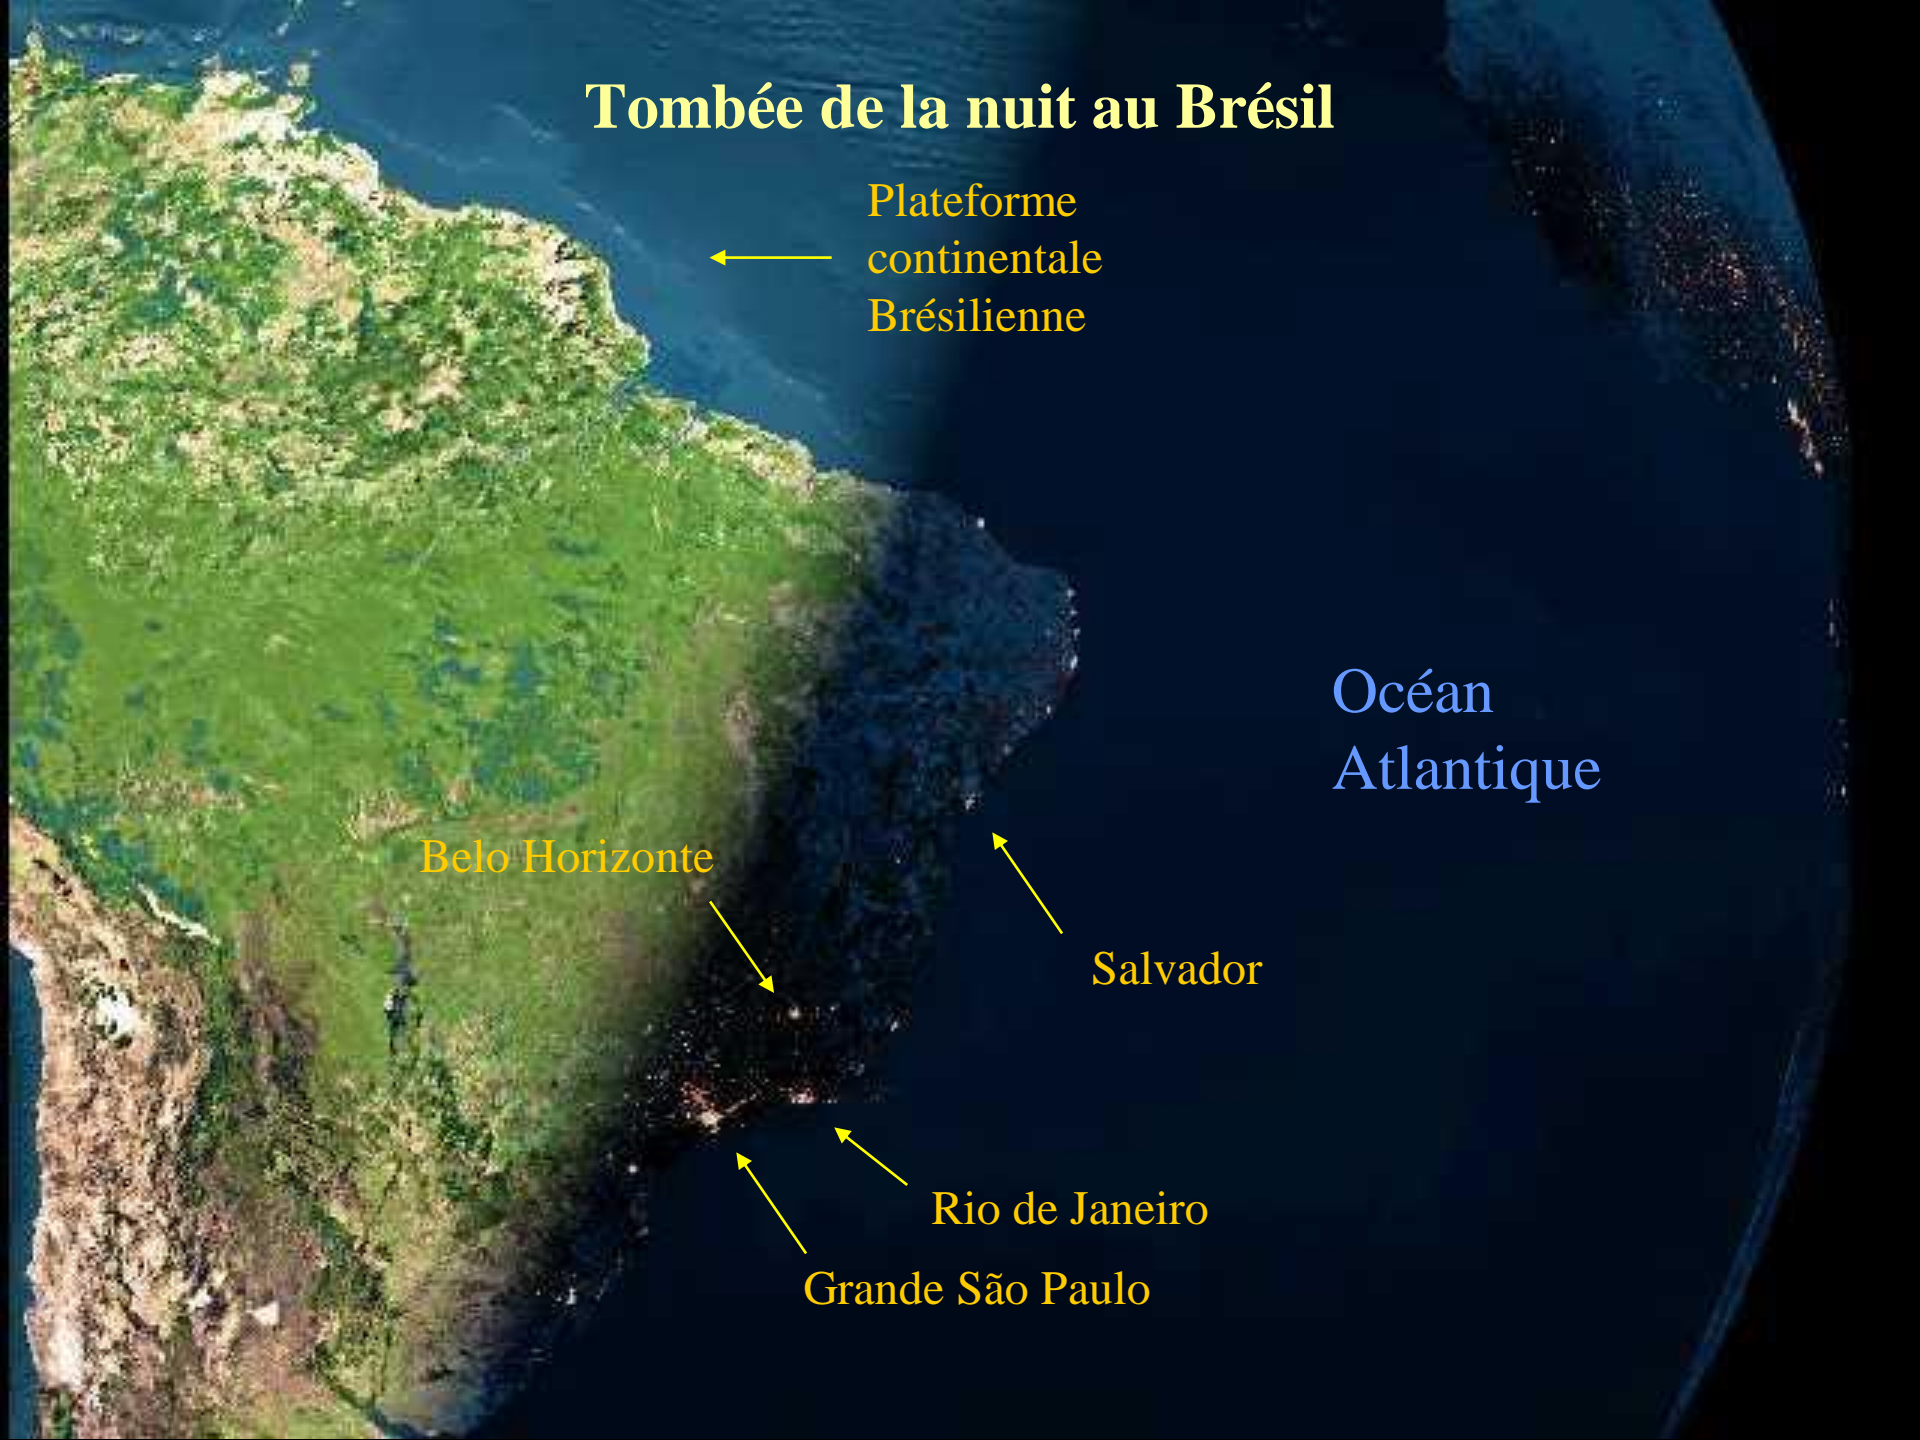 Tombée de la nuit au Brésil
Plateforme
continentale
Brésilienne
Océan
Atlantique
Belo Horizonte
Salvador
Rio de Janeiro
Grande São Paulo